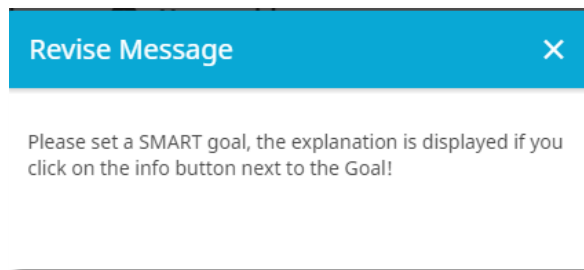 Revise Message
Please set a SMART goal, the explanation is displayed if you
click on the info button next to the Goal!